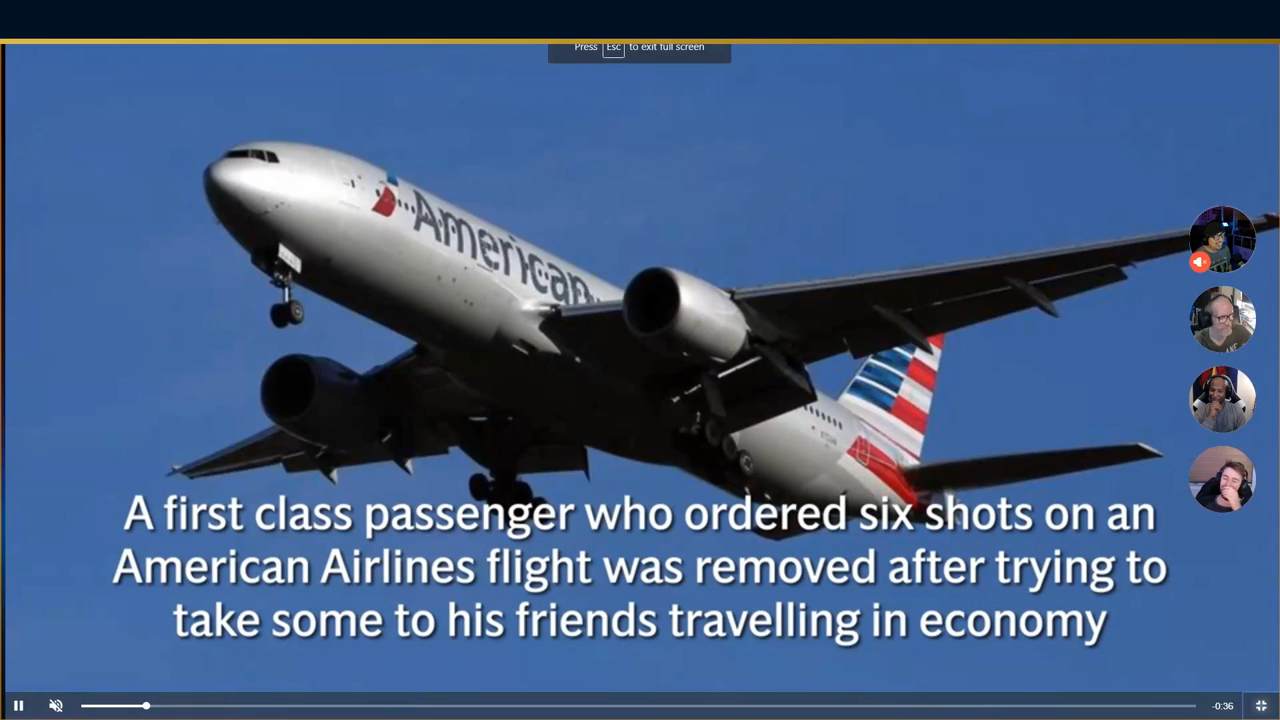 Press Esc to exit full screen
American
A first class passenger who ordered six shots on an
American Airlines flight was removed after trying to
take some to his friends travelling in economy
-0:36